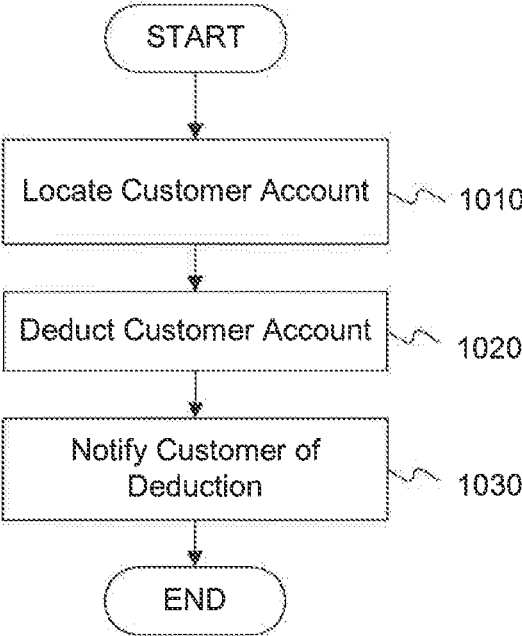 START
Locate Customer Account
1010
Deduct Customer Account
1020
Notify Customer of
Deduction
1030
END